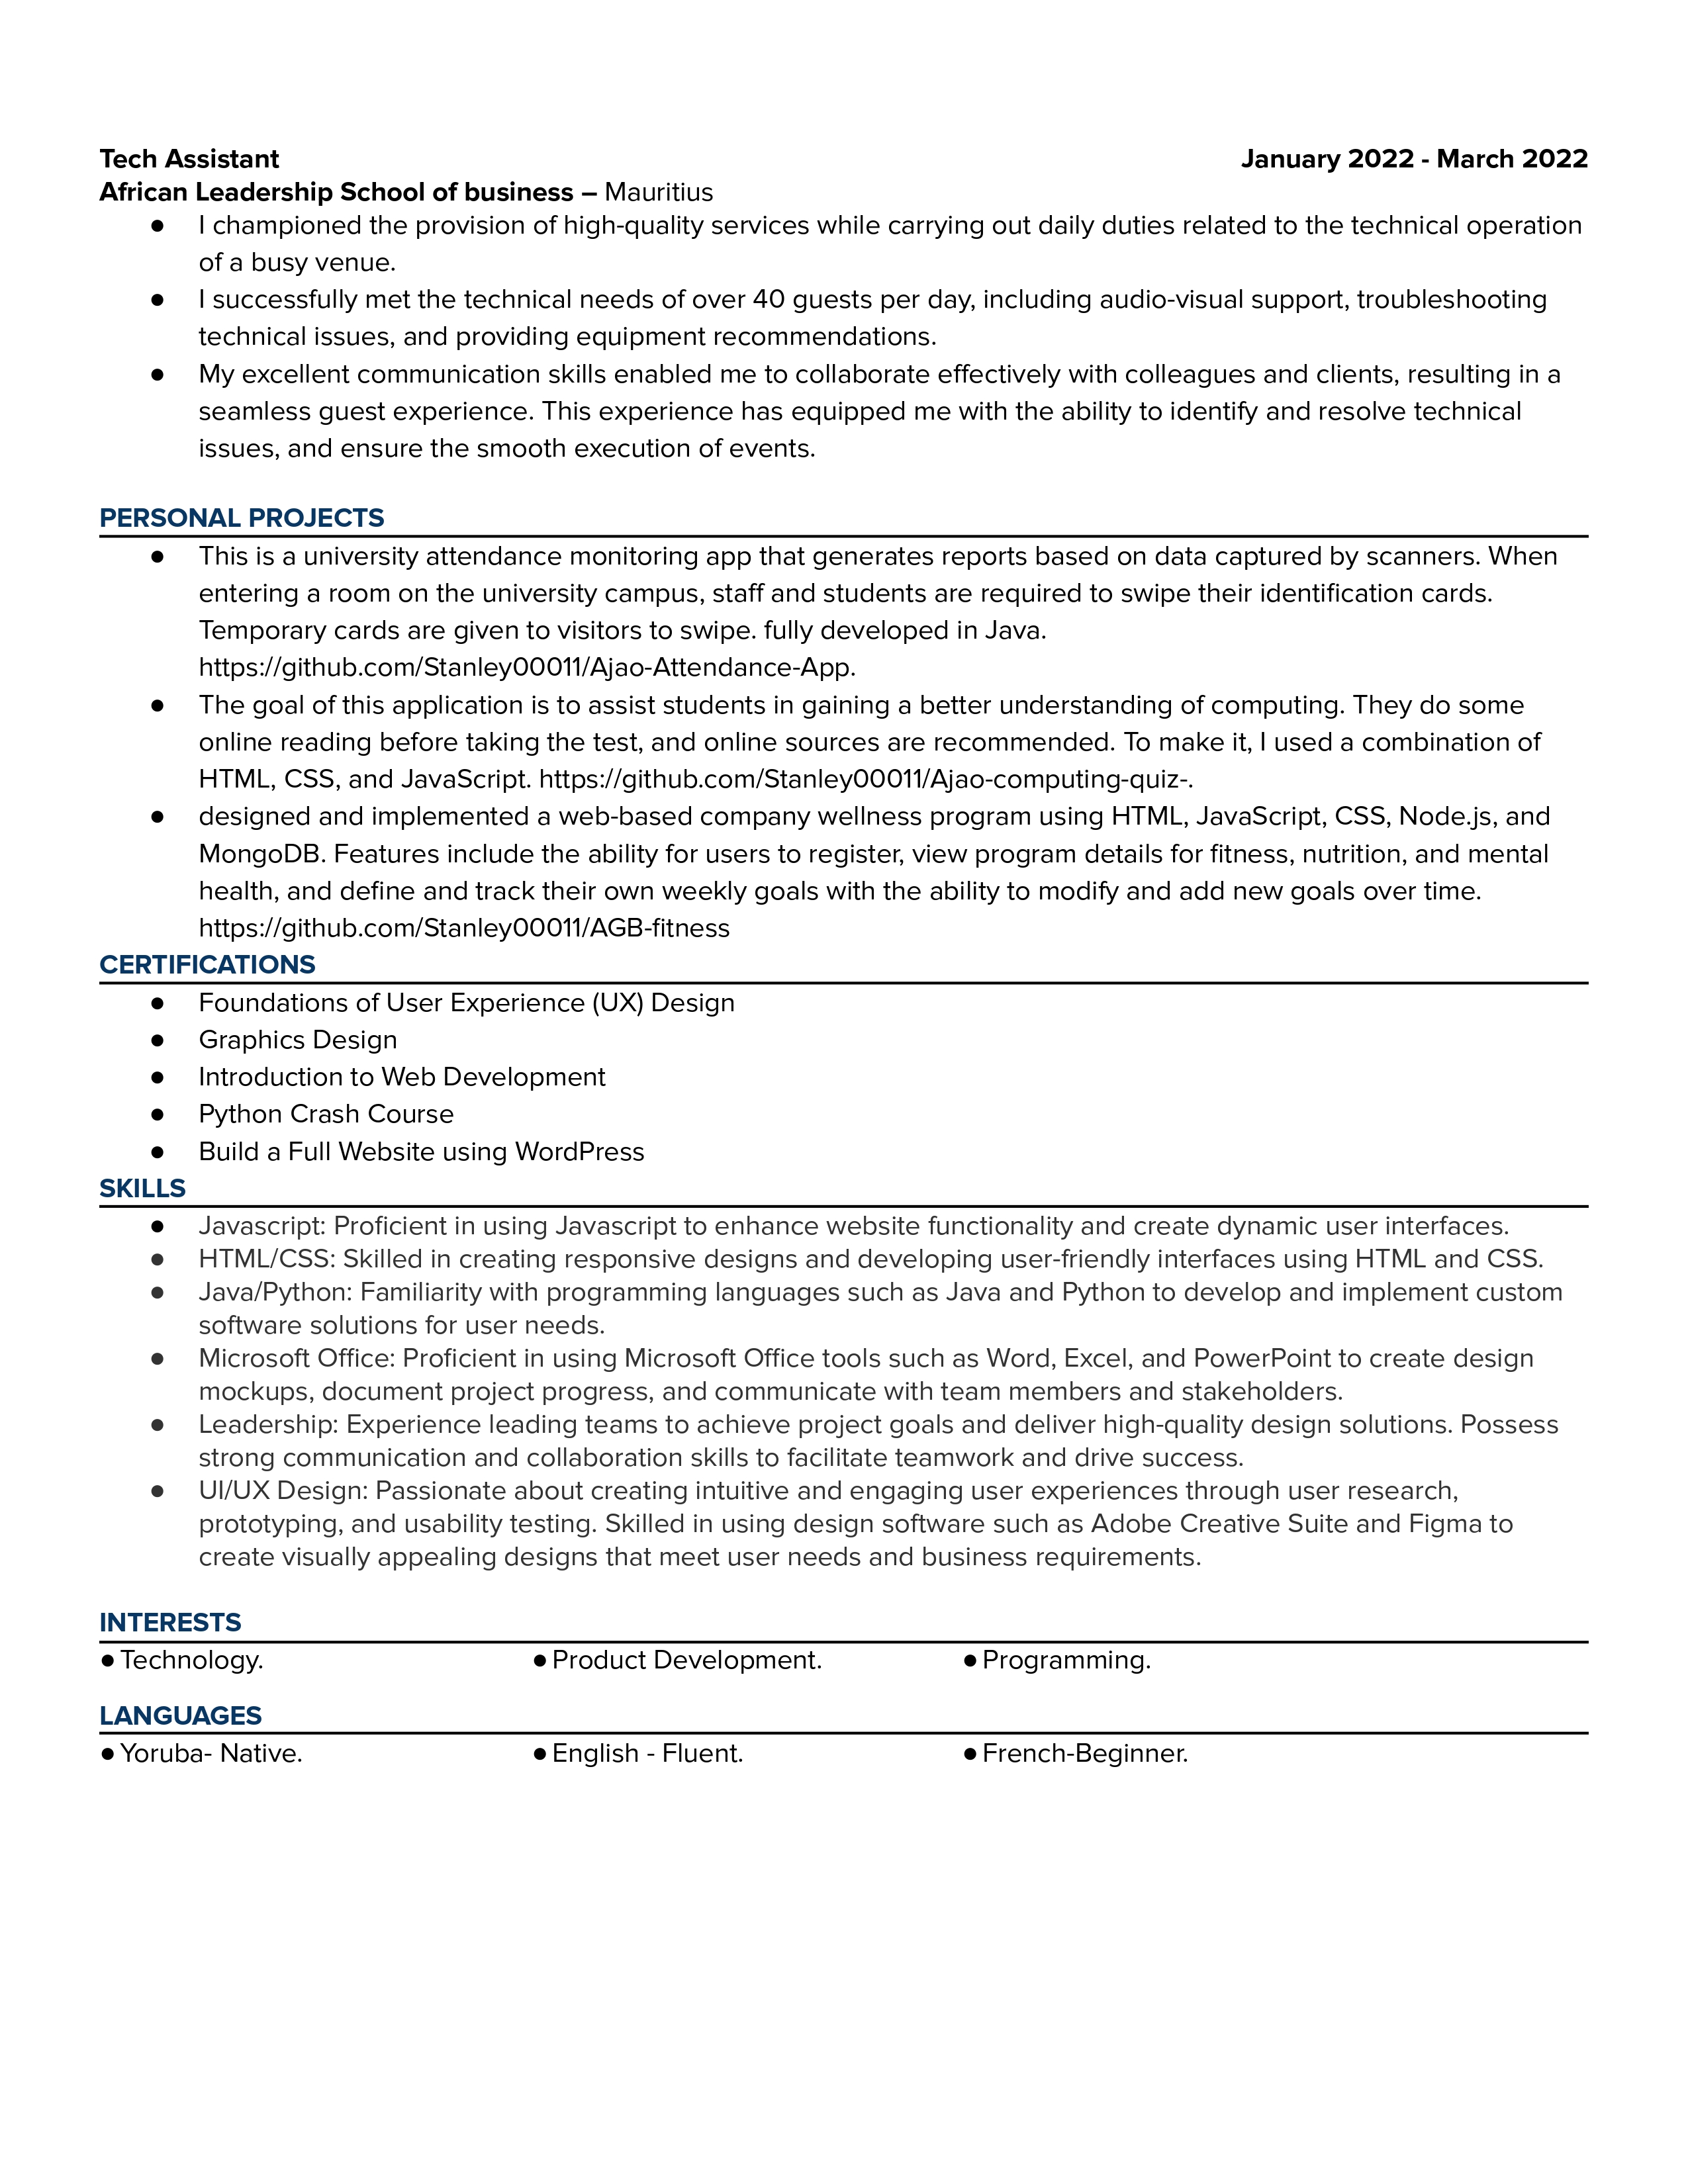 Tech Assistant January 2022 - March 2022
African Leadership School of business – Mauritius
● I championed the provision of high-quality services while carrying out daily duties related to the technical operation
of a busy venue.
● I successfully met the technical needs of over 40 guests per day, including audio-visual support, troubleshooting
technical issues, and providing equipment recommendations.
● My excellent communication skills enabled me to collaborate effectively with colleagues and clients, resulting in a
seamless guest experience. This experience has equipped me with the ability to identify and resolve technical
issues, and ensure the smooth execution of events.
PERSONAL PROJECTS
● This is a university attendance monitoring app that generates reports based on data captured by scanners. When
entering a room on the university campus, staff and students are required to swipe their identification cards.
Temporary cards are given to visitors to swipe. fully developed in Java.
https://github.com/Stanley00011/Ajao-Attendance-App.
● The goal of this application is to assist students in gaining a better understanding of computing. They do some
online reading before taking the test, and online sources are recommended. To make it, I used a combination of
HTML, CSS, and JavaScript. https://github.com/Stanley00011/Ajao-computing-quiz-.
● designed and implemented a web-based company wellness program using HTML, JavaScript, CSS, Node.js, and
MongoDB. Features include the ability for users to register, view program details for fitness, nutrition, and mental
health, and define and track their own weekly goals with the ability to modify and add new goals over time.
https://github.com/Stanley00011/AGB-fitness
CERTIFICATIONS
● Foundations of User Experience (UX) Design
● Graphics Design
● Introduction to Web Development
● Python Crash Course
● Build a Full Website using WordPress
SKILLS
● Javascript: Proficient in using Javascript to enhance website functionality and create dynamic user interfaces.
● HTML/CSS: Skilled in creating responsive designs and developing user-friendly interfaces using HTML and CSS.
● Java/Python: Familiarity with programming languages such as Java and Python to develop and implement custom
software solutions for user needs.
● Microsoft Office: Proficient in using Microsoft Office tools such as Word, Excel, and PowerPoint to create design
mockups, document project progress, and communicate with team members and stakeholders.
● Leadership: Experience leading teams to achieve project goals and deliver high-quality design solutions. Possess
strong communication and collaboration skills to facilitate teamwork and drive success.
● UI/UX Design: Passionate about creating intuitive and engaging user experiences through user research,
prototyping, and usability testing. Skilled in using design software such as Adobe Creative Suite and Figma to
create visually appealing designs that meet user needs and business requirements.
INTERESTS
● Technology. ● Product Development. ● Programming.
LANGUAGES
● Yoruba- Native. ● English - Fluent. ● French-Beginner.